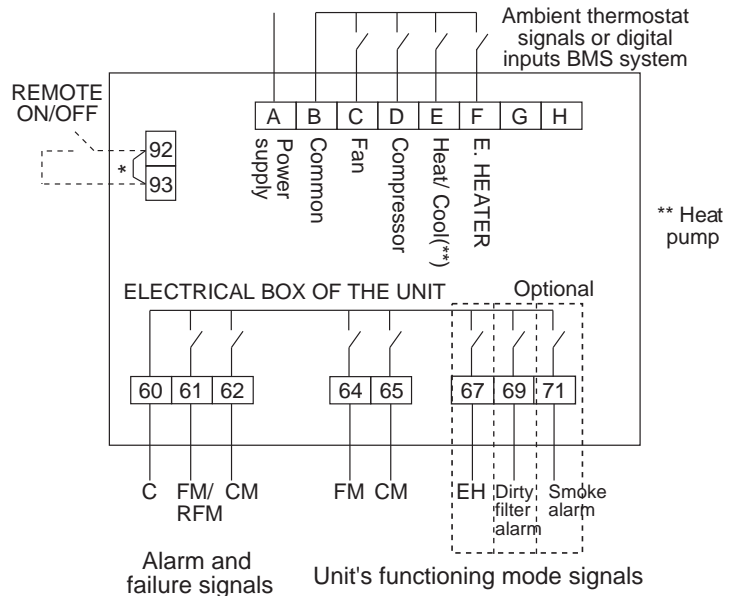 Ambient thermostat
signals or digital
inputs BMS system
REMOTE
ON/OFF
A B C D E F G H
Power
supply
Common
Fan
Compressor
Heat/ Cool(**)
E. HEATER
92
*
93
** Heat
pump
ELECTRICAL BOX OF THE UNIT
Optional
60 61 62 64 65 67 69 71
C
FM/
RFM
CM
FM CM
EH
Dirty
filter
alarm
Smoke
alarm
Alarm and
failure signals
Unit's functioning mode signals